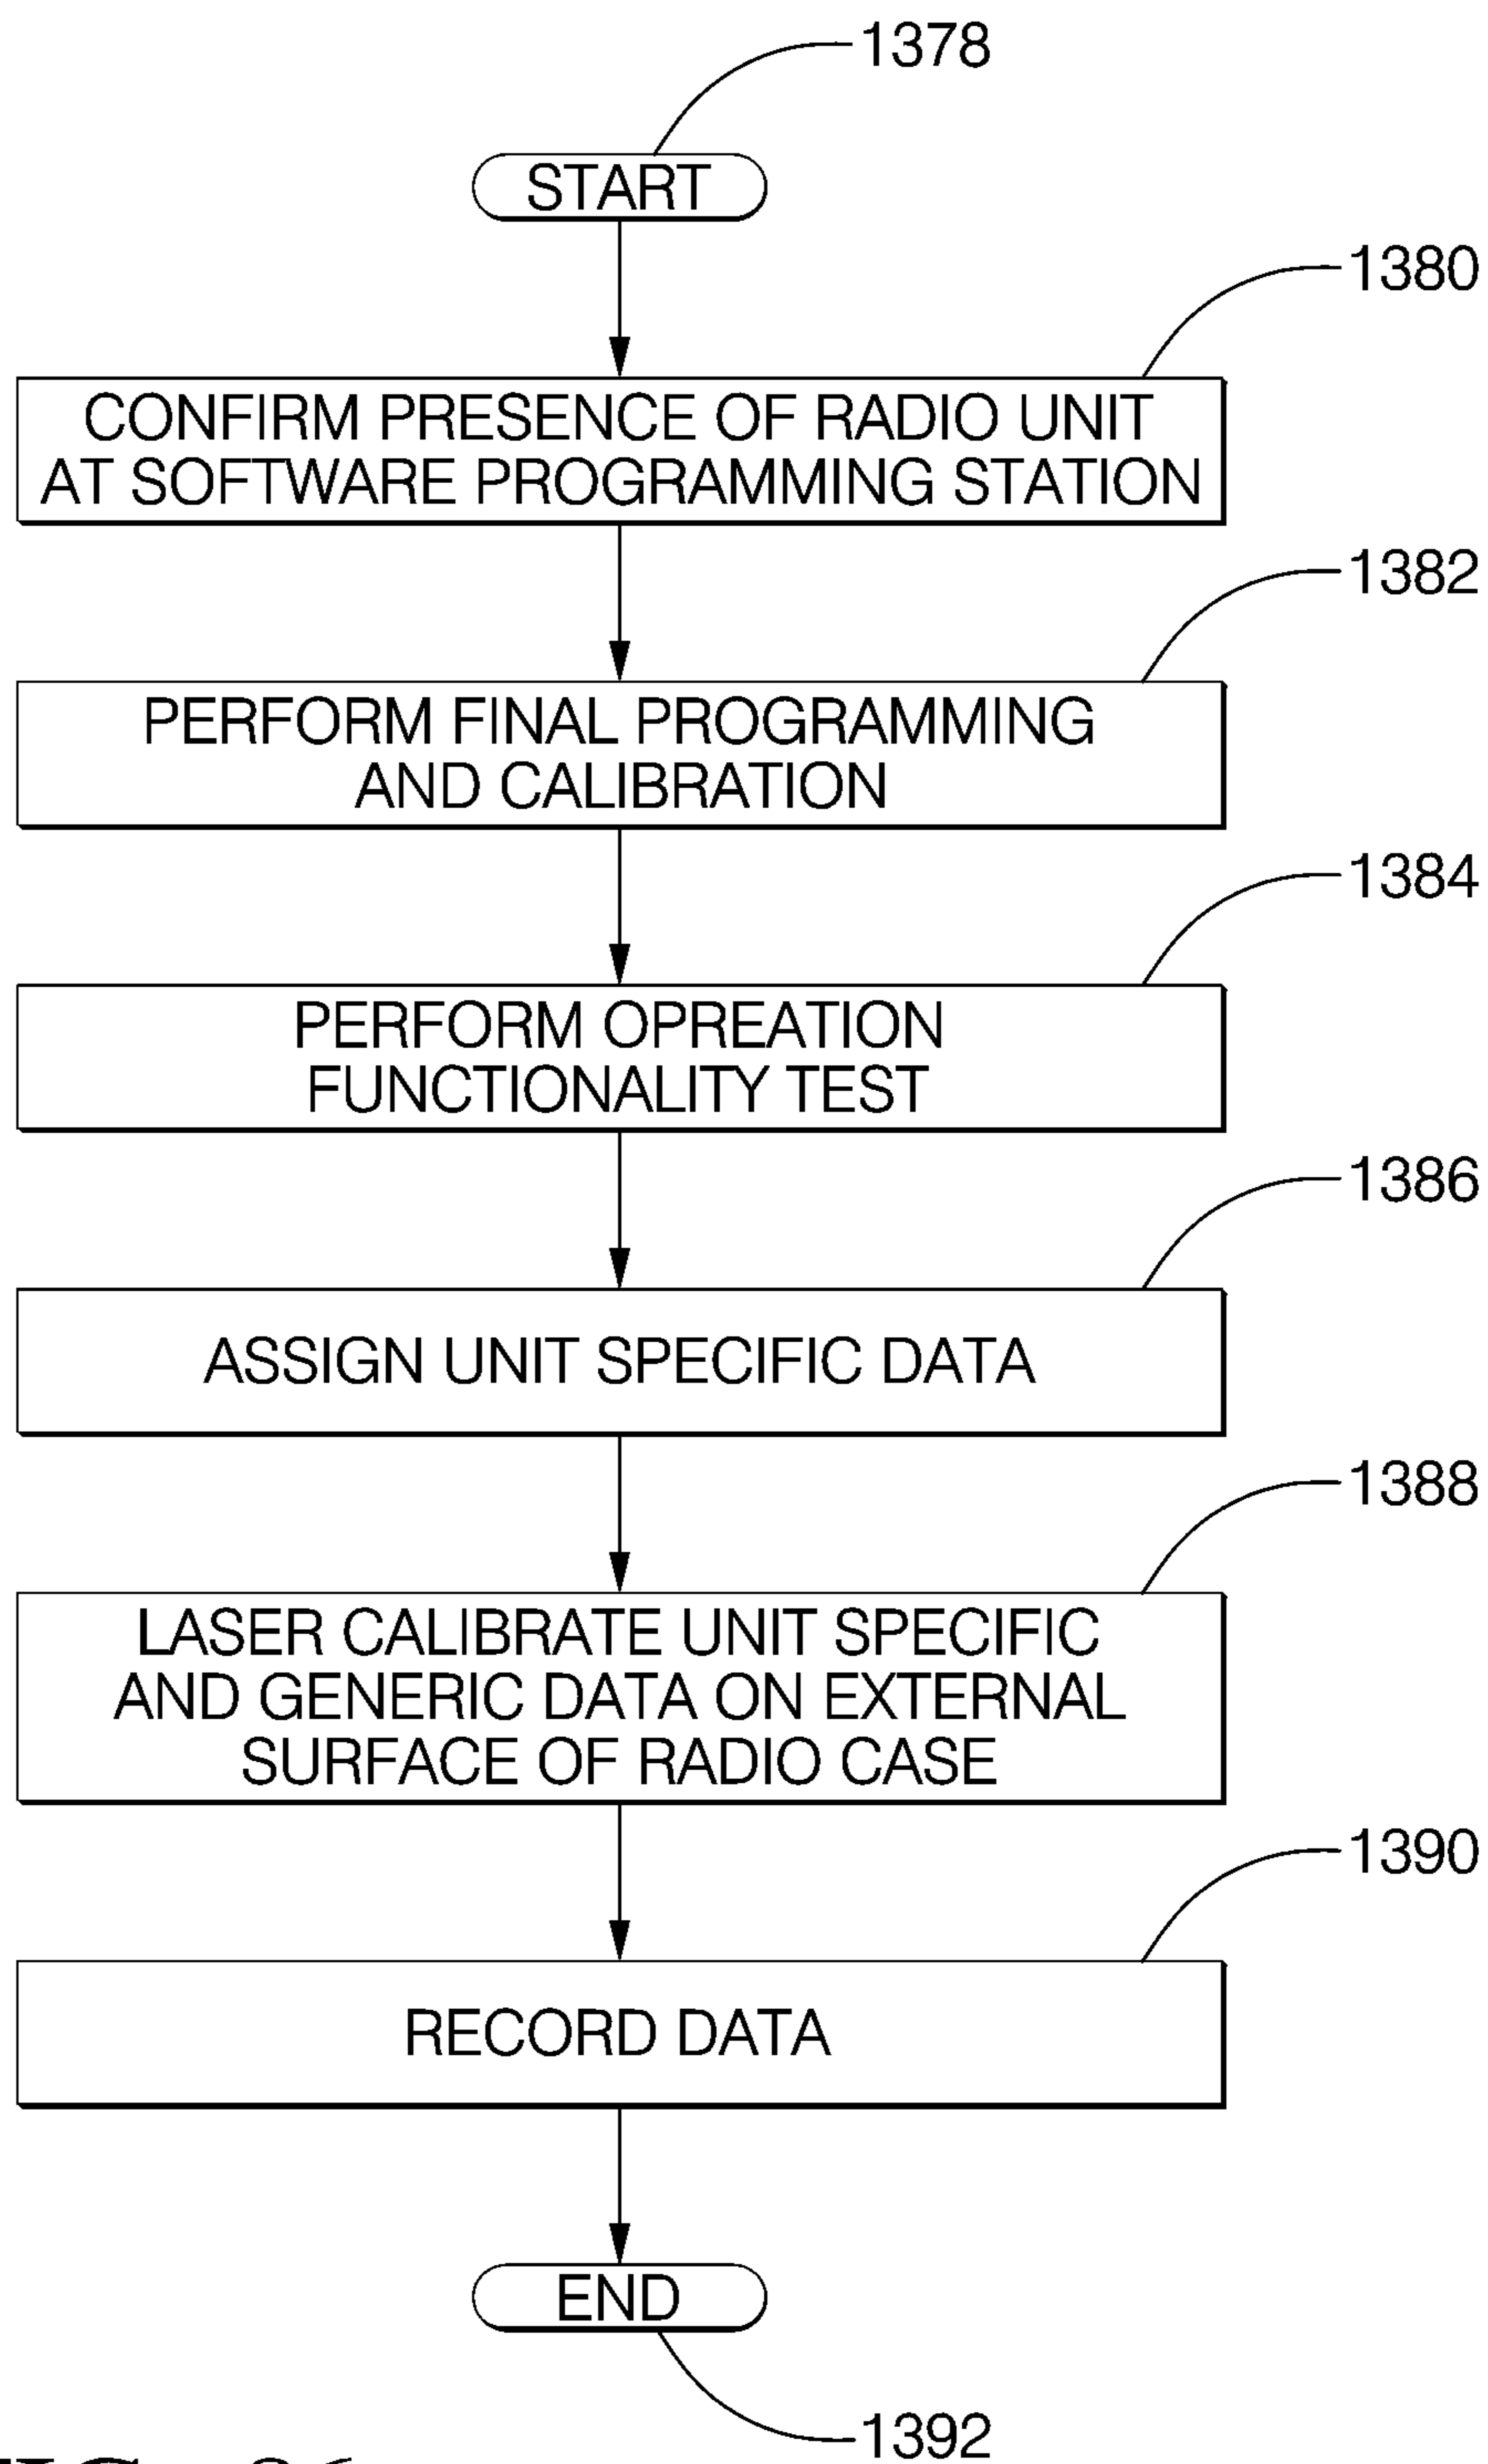 1378
START
1380
CONFIRM PRESENCE OF RADIO UNIT
AT SOFTWARE PROGRAMMING STATION
1382
PERFORM FINAL PROGRAMMING
AND CALIBRATION
1384
PERFORM OPREATION
FUNCTIONALITY TEST
1386
ASSIGN UNIT SPECIFIC DATA
1388
LASER CALIBRATE UNIT SPECIFIC
AND GENERIC DATA ON EXTERNAL
SURFACE OF RADIO CASE
1390
RECORD DATA
END
1392